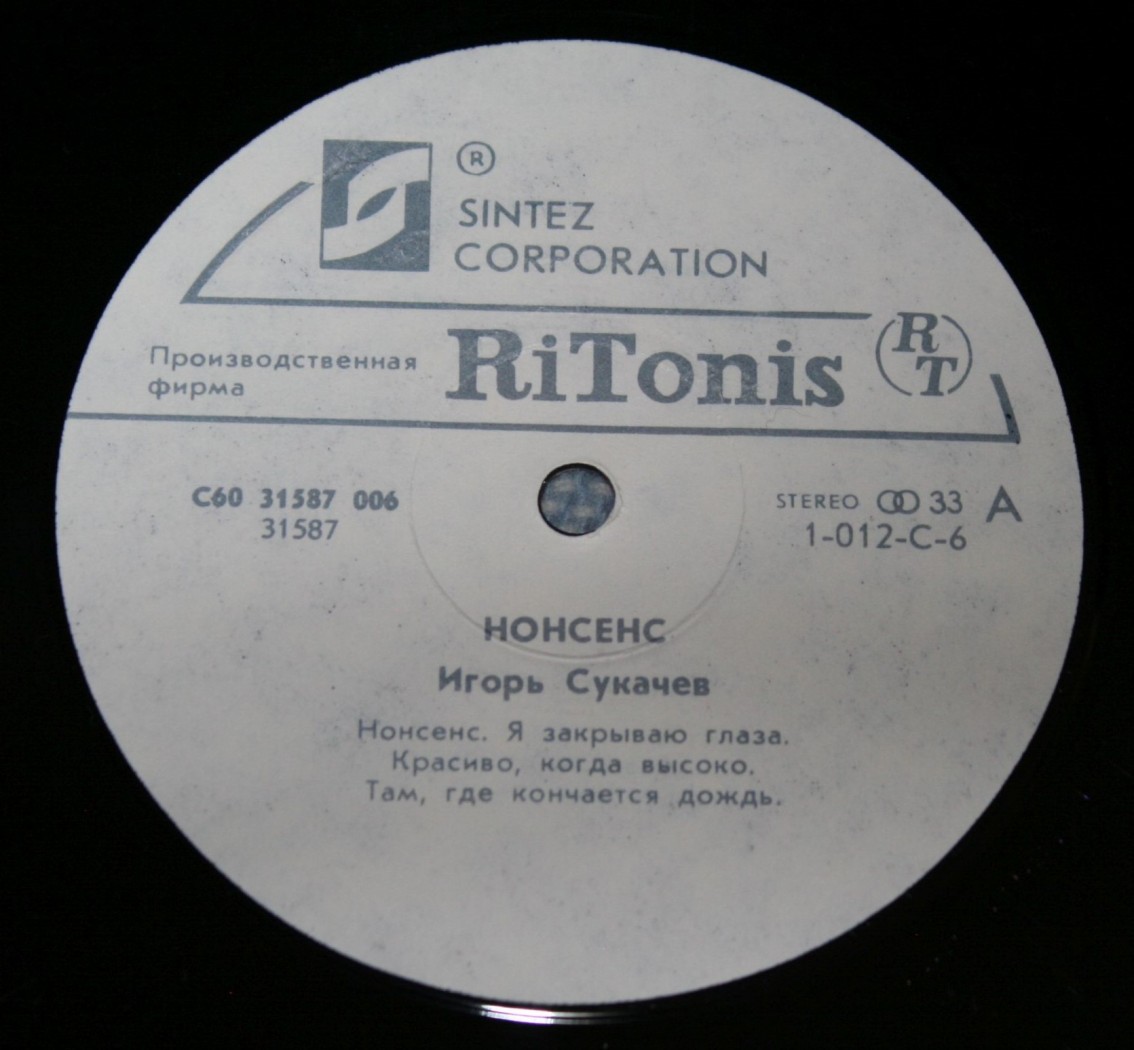 ®
SINTEZ
CORPORATION
Производственная
фирма
RiTonis
RT
С60 31587 006
31587
STEREO 33 A
1-012-С-6
НОНСЕНС
Игорь Сукачев
Нонсенс. Я закрываю глаза.
Красиво, когда высоко.
Там, где кончается дождь.